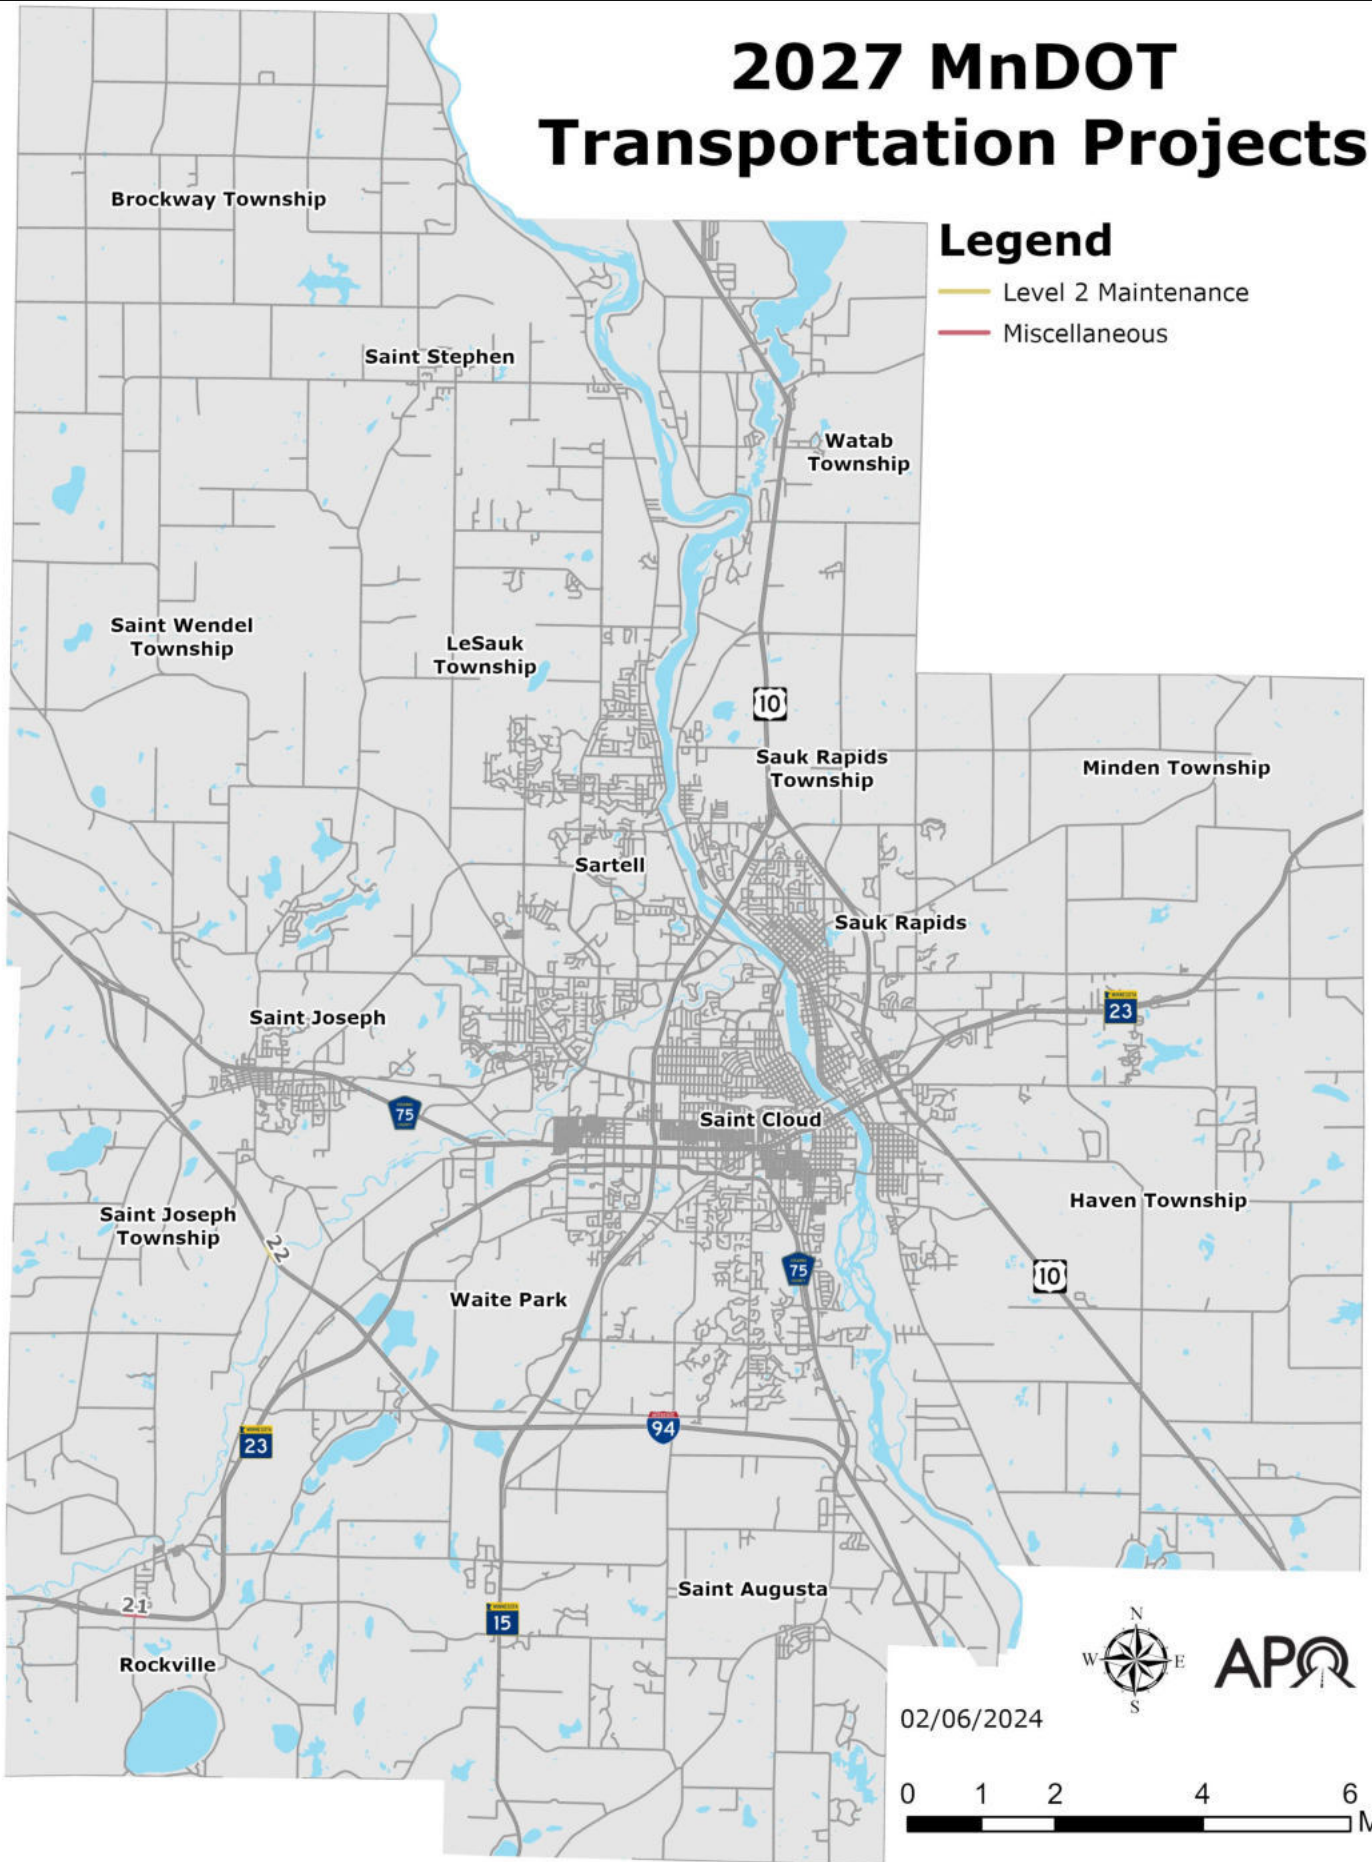 2027 MnDOT
Transportation Projects
Legend
Level 2 Maintenance
Miscellaneous
Brockway Township
Saint Stephen
Watab
Township
Saint Wendel
Township
LeSauk
Township
10
Sauk Rapids
Township
Minden Township
Sartell
Sauk Rapids
23
Saint Joseph
75
Saint Cloud
Saint Joseph
Township
22
Haven Township
10
75
Waite Park
94
23
21
15
Saint Augusta
Rockville
N
W
E
S
APO
02/06/2024
0 1 2 4 6
M